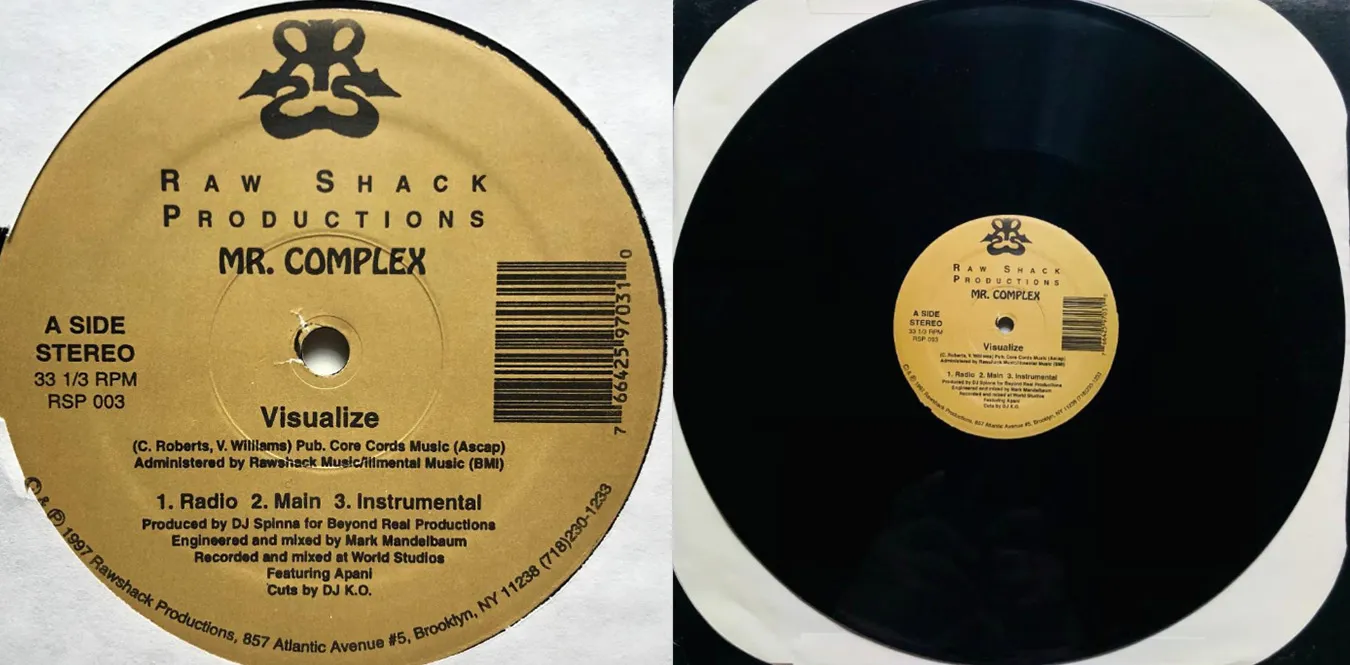 RAW SHACK
PRODUCTIONS
MR. COMPLEX
A SIDE
STEREO
33 1/3 RPM
RSP 003
7 66425 97031 0
Visualize
(C. Roberts, V. Williams) Pub. Core Cords Music (Ascap)
Administered by Rawshack Music/illmental Music (BMI)
1. Radio 2. Main 3. Instrumental
Produced by DJ Spinna for Beyond Real Productions
Engineered and mixed by Mark Mandelbaum
Recorded and mixed at World Studios
Featuring Apani
Cuts by DJ K.O.
© & ℗ 1997 Rawshack Productions, 857 Atlantic Avenue #5, Brooklyn, NY 11238 (718)230-1233
RAW SHACK
PRODUCTIONS
MR. COMPLEX
A SIDE
STEREO
33 1/3 RPM
RSP 003
7 66425 97031 0
Visualize
(C. Roberts, V. Williams) Pub. Core Cords Music (Ascap)
Administered by Rawshack Music/illmental Music (BMI)
1. Radio 2. Main 3. Instrumental
Produced by DJ Spinna for Beyond Real Productions
Engineered and mixed by Mark Mandelbaum
Recorded and mixed at World Studios
Featuring Apani
Cuts by DJ K.O.
© & ℗ 1997 Rawshack Productions, 857 Atlantic Avenue #5, Brooklyn, NY 11238 (718)230-1233